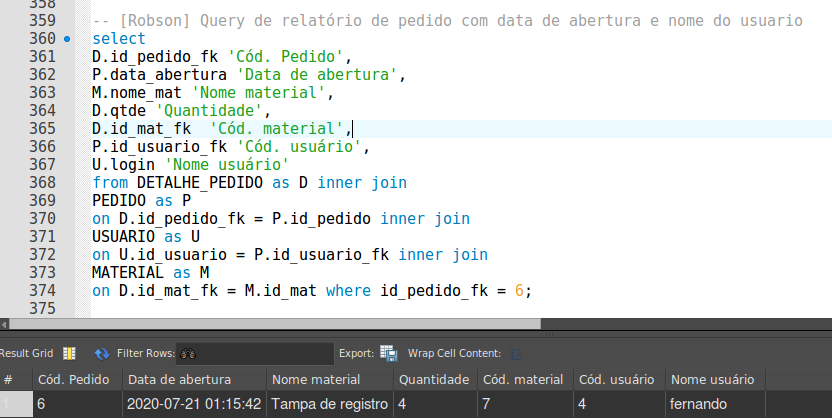 358
359 -- [Robson] Query de relatório de pedido com data de abertura e nome do usuario
360 select
361 D.id_pedido_fk 'Cód. Pedido',
362 P.data_abertura 'Data de abertura',
363 M.nome_mat 'Nome material',
364 D.qtde 'Quantidade',
365 D.id_mat_fk  'Cód. material',
366 P.id_usuario_fk 'Cód. usuário',
367 U.login 'Nome usuário'
368 from DETALHE_PEDIDO as D inner join
369 PEDIDO as P
370 on D.id_pedido_fk = P.id_pedido inner join
371 USUARIO as U
372 on U.id_usuario = P.id_usuario_fk inner join
373 MATERIAL as M
374 on D.id_mat_fk = M.id_mat where id_pedido_fk = 6;
375
Result Grid Filter Rows: Export: Wrap Cell Content:
# Cód. Pedido Data de abertura Nome material Quantidade Cód. material Cód. usuário Nome usuário
1 6 2020-07-21 01:15:42 Tampa de registro 4 7 4 fernando